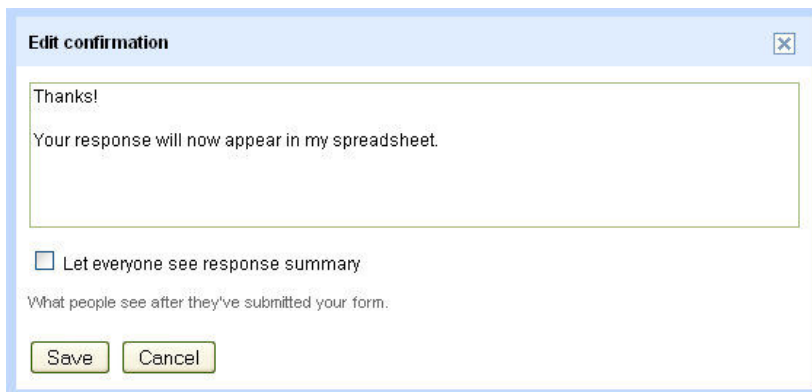 Edit confirmation
Thanks!
Your response will now appear in my spreadsheet.
Let everyone see response summary
What people see after they've submitted your form.
Save Cancel